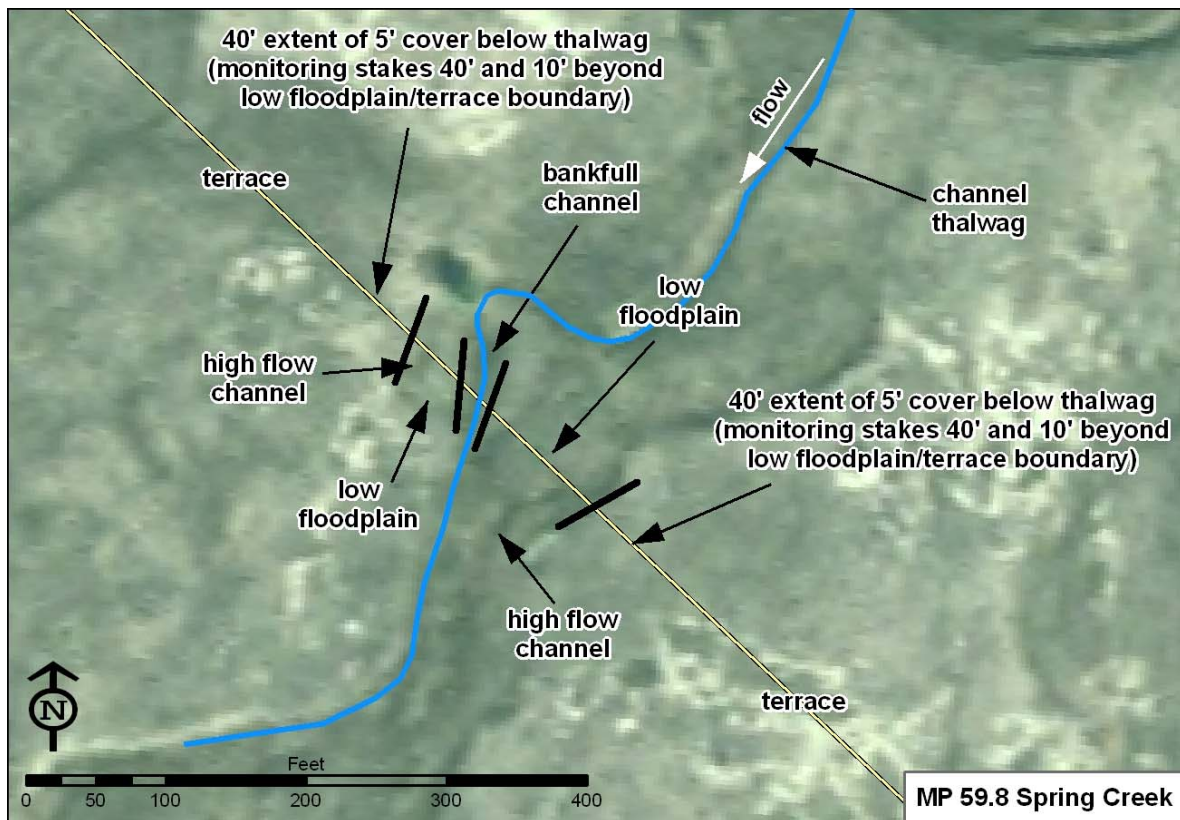 40' extent of 5' cover below thalwag
(monitoring stakes 40' and 10' beyond
low floodplain/terrace boundary)
flow
terrace
bankfull
channel
channel
thalwag
low
floodplain
high flow
channel
40' extent of 5' cover below thalwag
(monitoring stakes 40' and 10' beyond
low floodplain/terrace boundary)
low
floodplain
high flow
channel
terrace
N
Feet
0 50 100 200 300 400
MP 59.8 Spring Creek